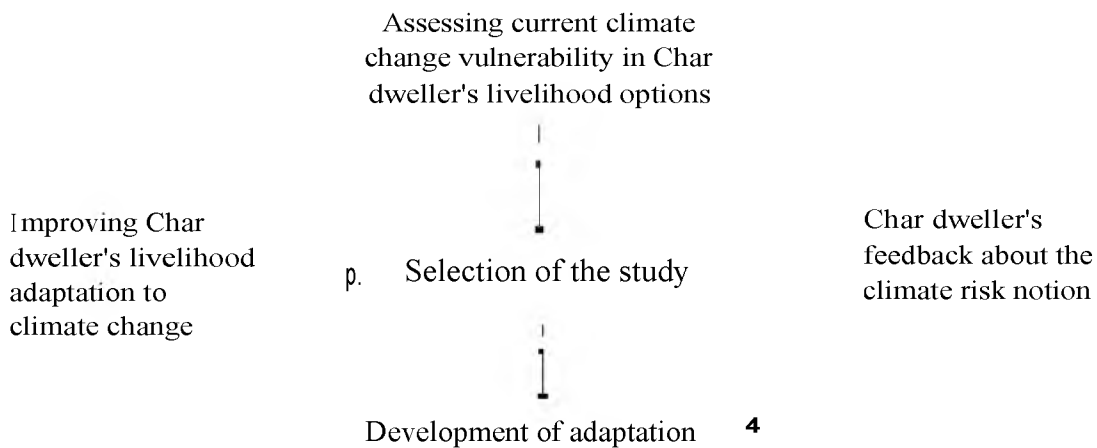 Assessing current climate
change vulnerability in Char
dweller's livelihood options
Improving Char
dweller's livelihood
adaptation to
climate change
p. Selection of the study
Char dweller's
feedback about the
climate risk notion
Development of adaptation 4